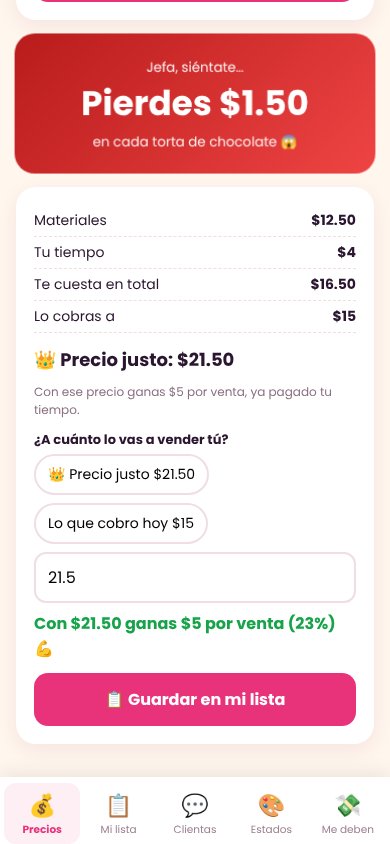 Jefa, siéntate...
Pierdes $1.50
en cada torta de chocolate 😱
Materiales $12.50
Tu tiempo $4
Te cuesta en total $16.50
Lo cobras a $15
👑 Precio justo: $21.50
Con ese precio ganas $5 por venta, ya pagado tu
tiempo.
¿A cuánto lo vas a vender tú?
👑 Precio justo $21.50
Lo que cobro hoy $15
21.5
Con $21.50 ganas $5 por venta (23%)
💪
📋 Guardar en mi lista
💰 📋 💬 🎨 💸
Precios Mi lista Clientas Estados Me deben